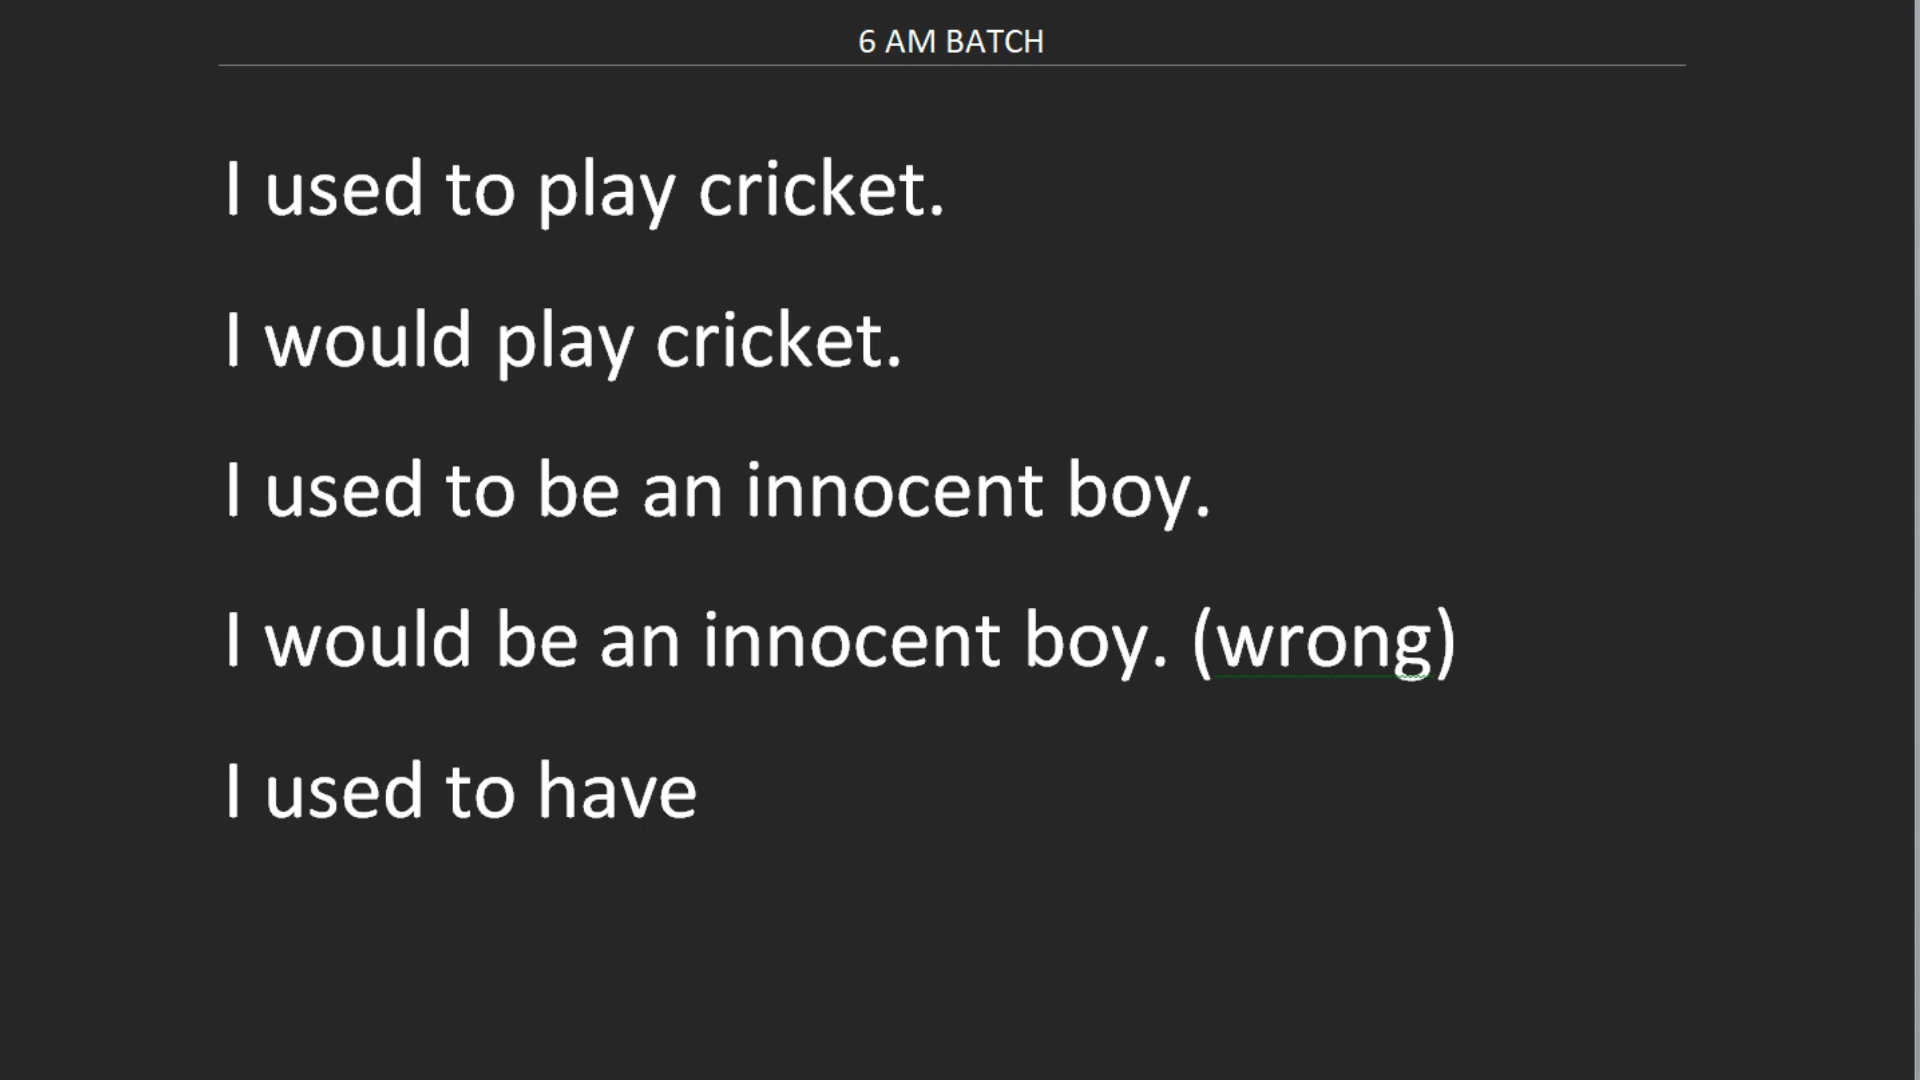 6 AM BATCH
I used to play cricket.
I would play cricket.
I used to be an innocent boy.
I would be an innocent boy. (wrong)
I used to have